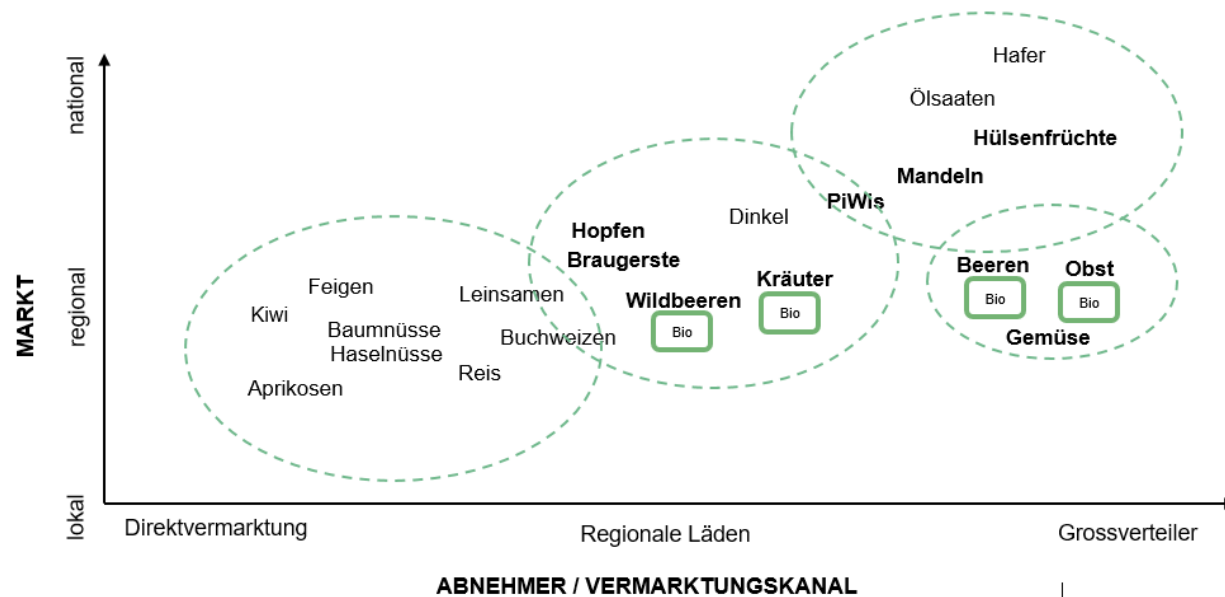 national
Hafer
Ölsaaten
Hülsenfrüchte
Mandeln
PiWis
Dinkel
Hopfen
Braugerste
MARKT
regional
Feigen
Kiwi
Leinsamen
Baumnüsse
Haselnüsse
Buchweizen
Reis
Aprikosen
Wildbeeren
Bio
Kräuter
Bio
Beeren
Bio
Obst
Bio
Gemüse
lokal
Direktvermarktung
Regionale Läden
Grossverteiler
ABNEHMER / VERMARKTUNGSKANAL